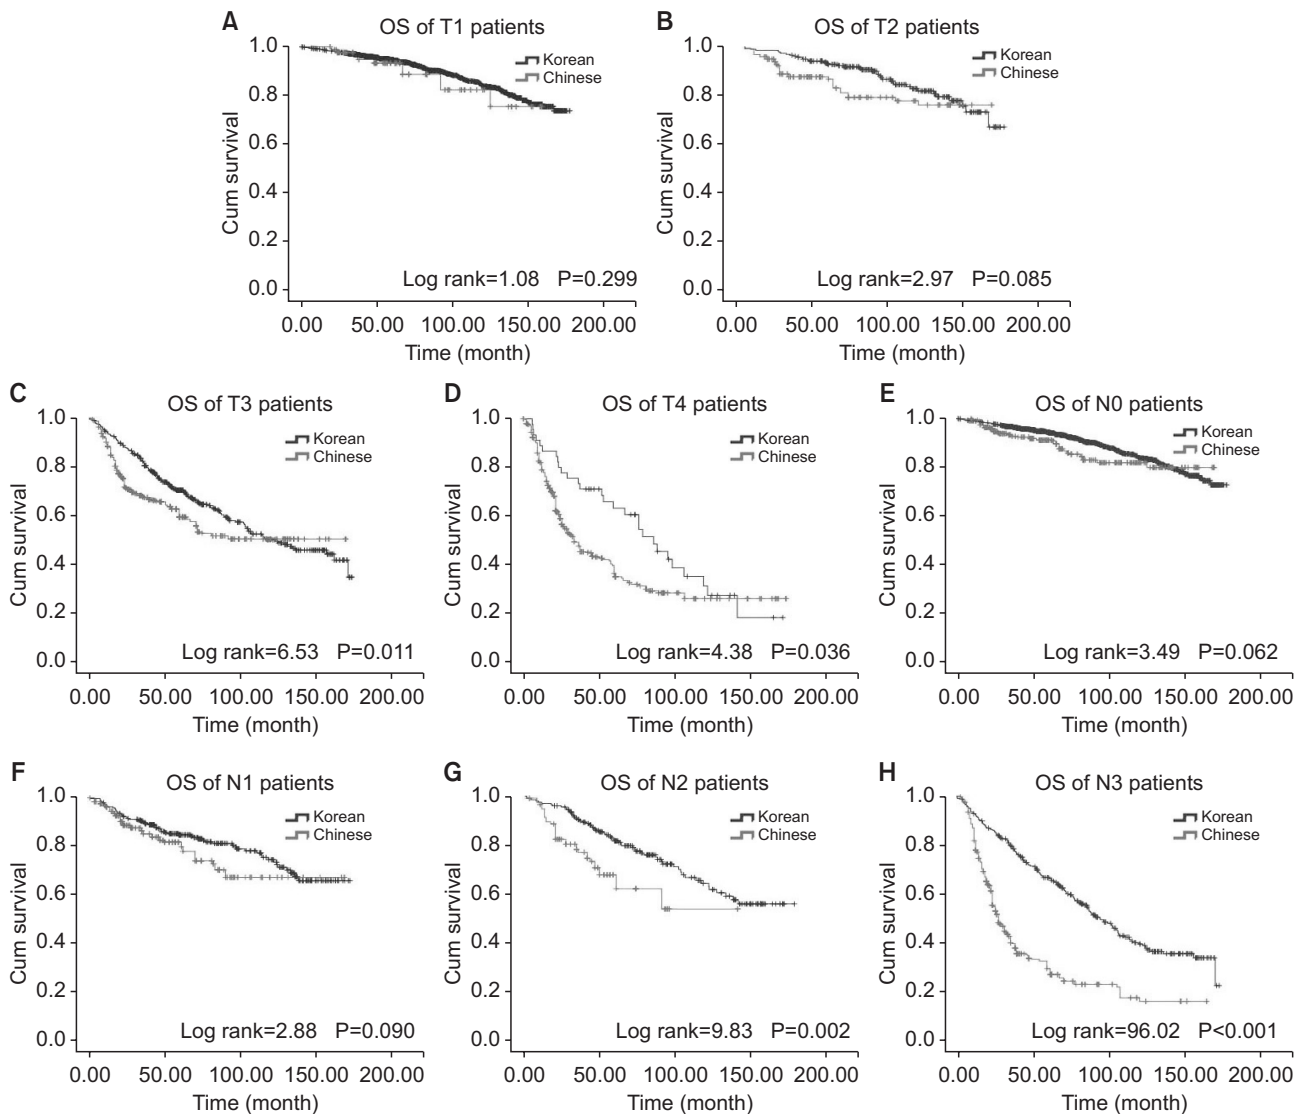 A
OS of T1 patients
1.0
0.8
0.6
0.4
0.2
0.0
Cum survival
Korean
Chinese
Log rank=1.08 P=0.299
0.00 50.00 100.00 150.00 200.00
Time (month)
B
OS of T2 patients
1.0
0.8
0.6
0.4
0.2
0.0
Cum survival
Korean
Chinese
Log rank=2.97 P=0.085
0.00 50.00 100.00 150.00 200.00
Time (month)
C
OS of T3 patients
1.0
0.8
0.6
0.4
0.2
0.0
Cum survival
Korean
Chinese
Log rank=6.53 P=0.011
0.00 50.00 100.00 150.00 200.00
Time (month)
D
OS of T4 patients
1.0
0.8
0.6
0.4
0.2
0.0
Cum survival
Korean
Chinese
Log rank=4.38 P=0.036
0.00 50.00 100.00 150.00 200.00
Time (month)
E
OS of N0 patients
1.0
0.8
0.6
0.4
0.2
0.0
Cum survival
Korean
Chinese
Log rank=3.49 P=0.062
0.00 50.00 100.00 150.00 200.00
Time (month)
F
OS of N1 patients
1.0
0.8
0.6
0.4
0.2
0.0
Cum survival
Korean
Chinese
Log rank=2.88 P=0.090
0.00 50.00 100.00 150.00 200.00
Time (month)
G
OS of N2 patients
1.0
0.8
0.6
0.4
0.2
0.0
Cum survival
Korean
Chinese
Log rank=9.83 P=0.002
0.00 50.00 100.00 150.00 200.00
Time (month)
H
OS of N3 patients
1.0
0.8
0.6
0.4
0.2
0.0
Cum survival
Korean
Chinese
Log rank=96.02 P<0.001
0.00 50.00 100.00 150.00 200.00
Time (month)